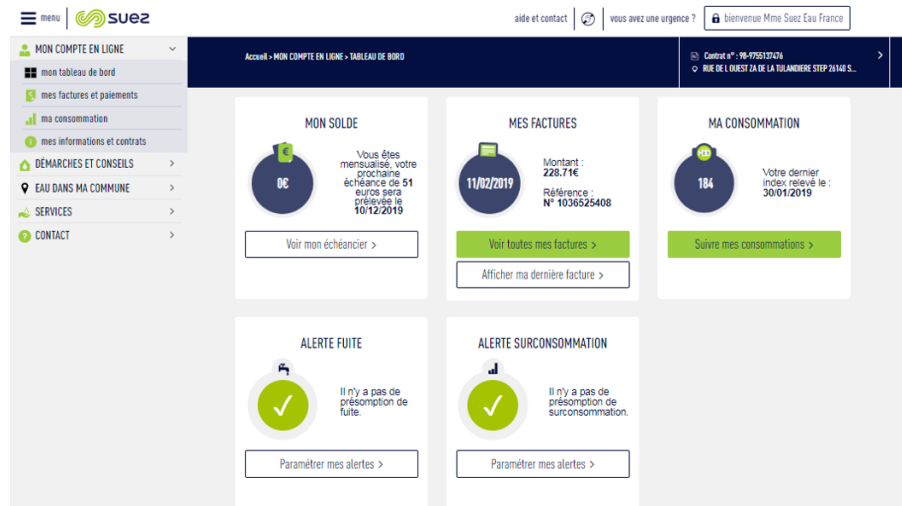 menu
suez
aide et contact
vous avez une urgence ?
bienvenue Mme Suez Eau France
MON COMPTE EN LIGNE
mon tableau de bord
mes factures et paiements
ma consommation
mes informations et contrats
DÉMARCHES ET CONSEILS
EAU DANS MA COMMUNE
SERVICES
CONTACT
Accueil > MON COMPTE EN LIGNE > TABLEAU DE BORD
Contrat n° : 98-9755137476
RUE DE L OUEST ZA DE LA TULANDIERE STEP 26140 S...
MON SOLDE
0€
Vous êtes
mensualisé, votre
prochaine
échéance de 51
euros sera
prélevée le
10/12/2019
Voir mon échéancier >
MES FACTURES
11/02/2019
Montant :
228.71€
Référence :
N° 1036525408
Voir toutes mes factures >
Afficher ma dernière facture >
MA CONSOMMATION
184
Votre dernier
index relevé le :
30/01/2019
Suivre mes consommations >
ALERTE FUITE
Il n'y a pas de
présomption de
fuite.
Paramétrer mes alertes >
ALERTE SURCONSOMMATION
Il n'y a pas de
présomption de
surconsommation.
Paramétrer mes alertes >